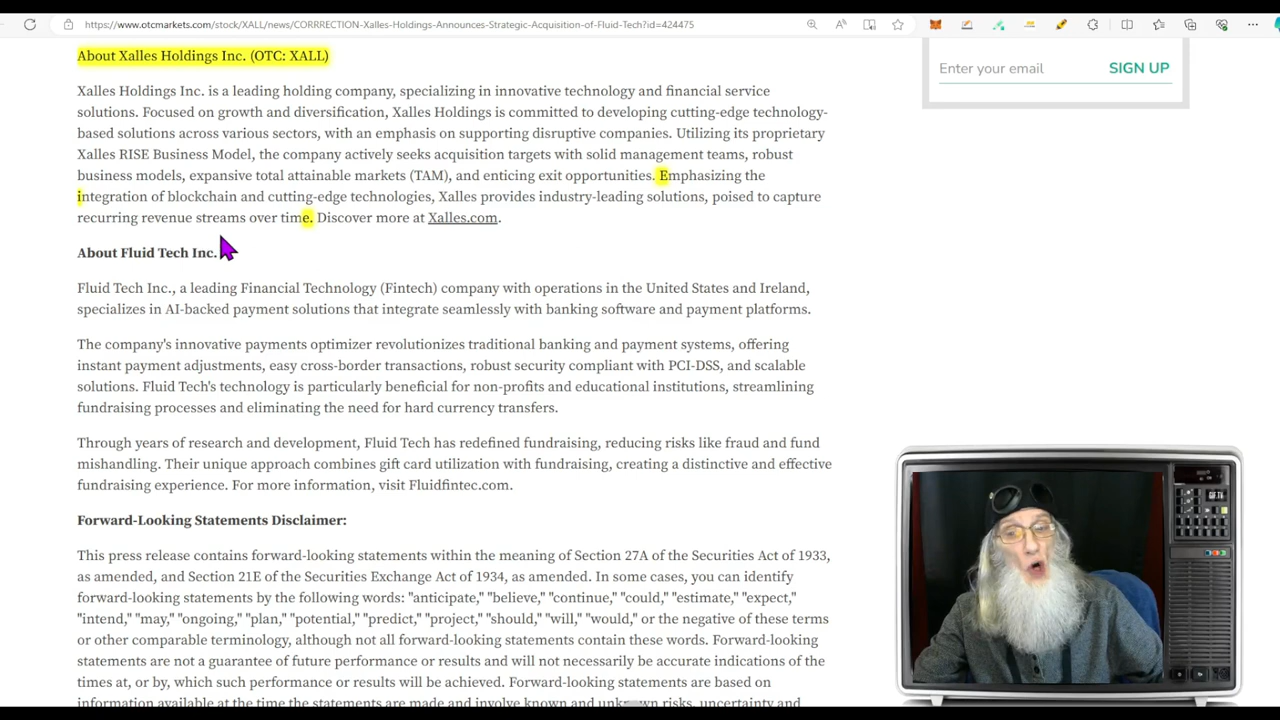 https://www.otcmarkets.com/stock/XALL/news/CORRRECTION-Xalles-Holdings-Announces-Strategic-Acquisition-of-Fluid-Tech?id=424475
About Xalles Holdings Inc. (OTC: XALL)
Enter your email SIGN UP
Xalles Holdings Inc. is a leading holding company, specializing in innovative technology and financial service
solutions. Focused on growth and diversification, Xalles Holdings is committed to developing cutting-edge technology-
based solutions across various sectors, with an emphasis on supporting disruptive companies. Utilizing its proprietary
Xalles RISE Business Model, the company actively seeks acquisition targets with solid management teams, robust
business models, expansive total attainable markets (TAM), and enticing exit opportunities. Emphasizing the
integration of blockchain and cutting-edge technologies, Xalles provides industry-leading solutions, poised to capture
recurring revenue streams over time. Discover more at Xalles.com.
About Fluid Tech Inc.
Fluid Tech Inc., a leading Financial Technology (Fintech) company with operations in the United States and Ireland,
specializes in AI-backed payment solutions that integrate seamlessly with banking software and payment platforms.
The company's innovative payments optimizer revolutionizes traditional banking and payment systems, offering
instant payment adjustments, easy cross-border transactions, robust security compliant with PCI-DSS, and scalable
solutions. Fluid Tech's technology is particularly beneficial for non-profits and educational institutions, streamlining
fundraising processes and eliminating the need for hard currency transfers.
Through years of research and development, Fluid Tech has redefined fundraising, reducing risks like fraud and fund
mishandling. Their unique approach combines gift card utilization with fundraising, creating a distinctive and effective
fundraising experience. For more information, visit Fluidfintec.com.
Forward-Looking Statements Disclaimer:
This press release contains forward-looking statements within the meaning of Section 27A of the Securities Act of 1933,
as amended, and Section 21E of the Securities Exchange Act of 1934, as amended. In some cases, you can identify
forward-looking statements by the following words: "anticipate," "believe," "continue," "could," "estimate," "expect,"
"intend," "may," "ongoing," "plan," "potential," "predict," "project," "should," "will," "would," or the negative of these terms
or other comparable terminology, although not all forward-looking statements contain these words. Forward-looking
statements are not a guarantee of future performance or results and will not necessarily be accurate indications of the
times at, or by, which such performance or results will be achieved. Forward-looking statements are based on
information available at the time the statements are made and involve known and unknown risks, uncertainty and